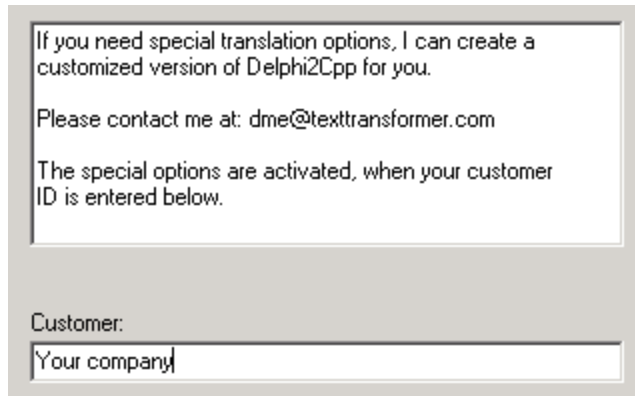 If you need special translation options, I can create a
customized version of Delphi2Cpp for you.
Please contact me at: dme@texttransformer.com
The special options are activated, when your customer
ID is entered below.
Customer:
Your company